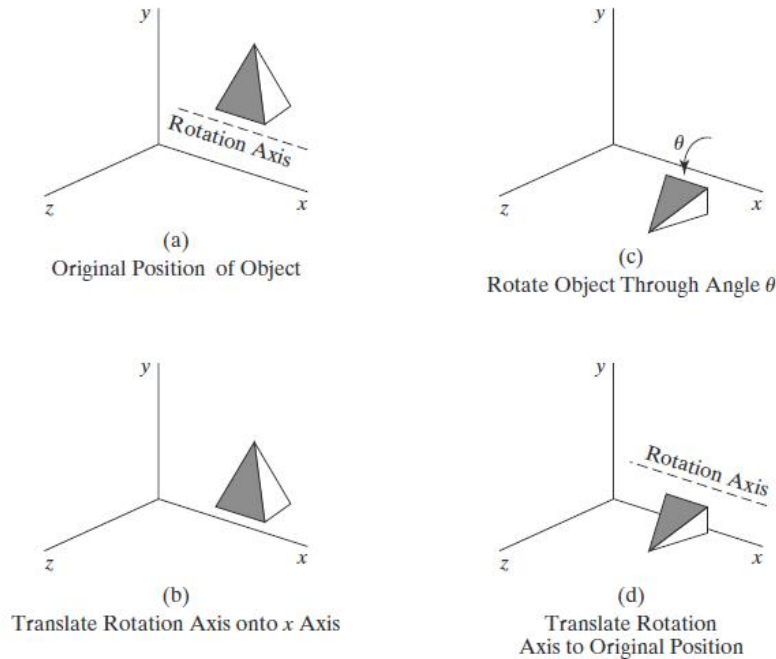 y
Rotation Axis
z
x
(a)
Original Position of Object
y
θ
z
x
(c)
Rotate Object Through Angle θ
y
z
x
(b)
Translate Rotation Axis onto x Axis
y
Rotation Axis
z
x
(d)
Translate Rotation
Axis to Original Position